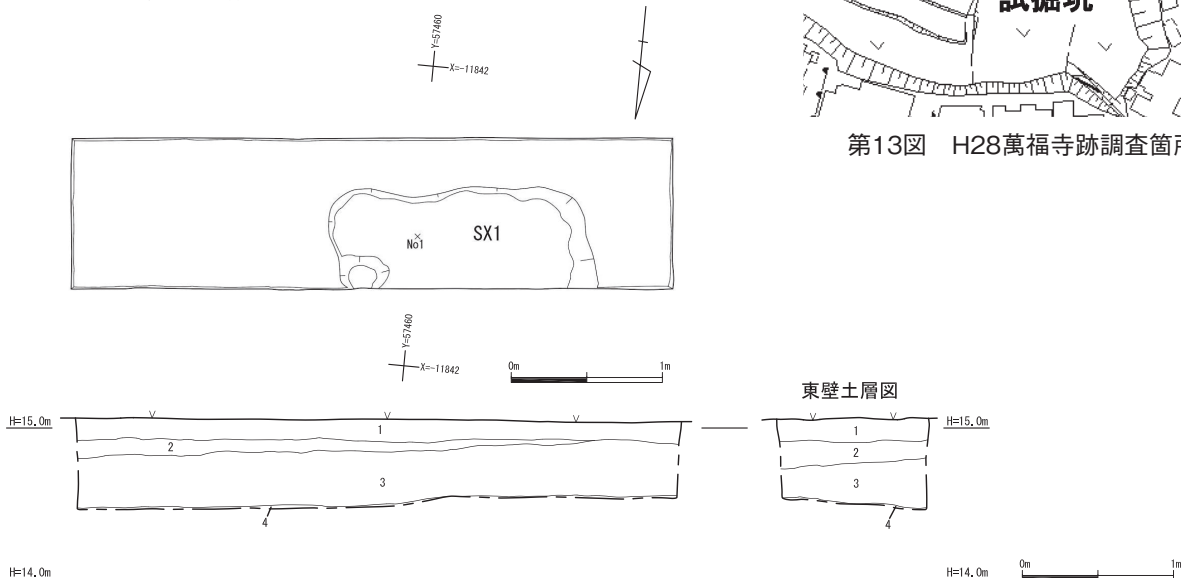 試掘坑
第13図 H28萬福寺跡調査箇所
Y=57460
X=-11842
No1
SX1
Y=57460
X=-11842
0m 1m
東壁土層図
H=15.0m
1
2
3
4
1
2
3
4
H=15.0m
H=14.0m
H=14.0m
0m 1m